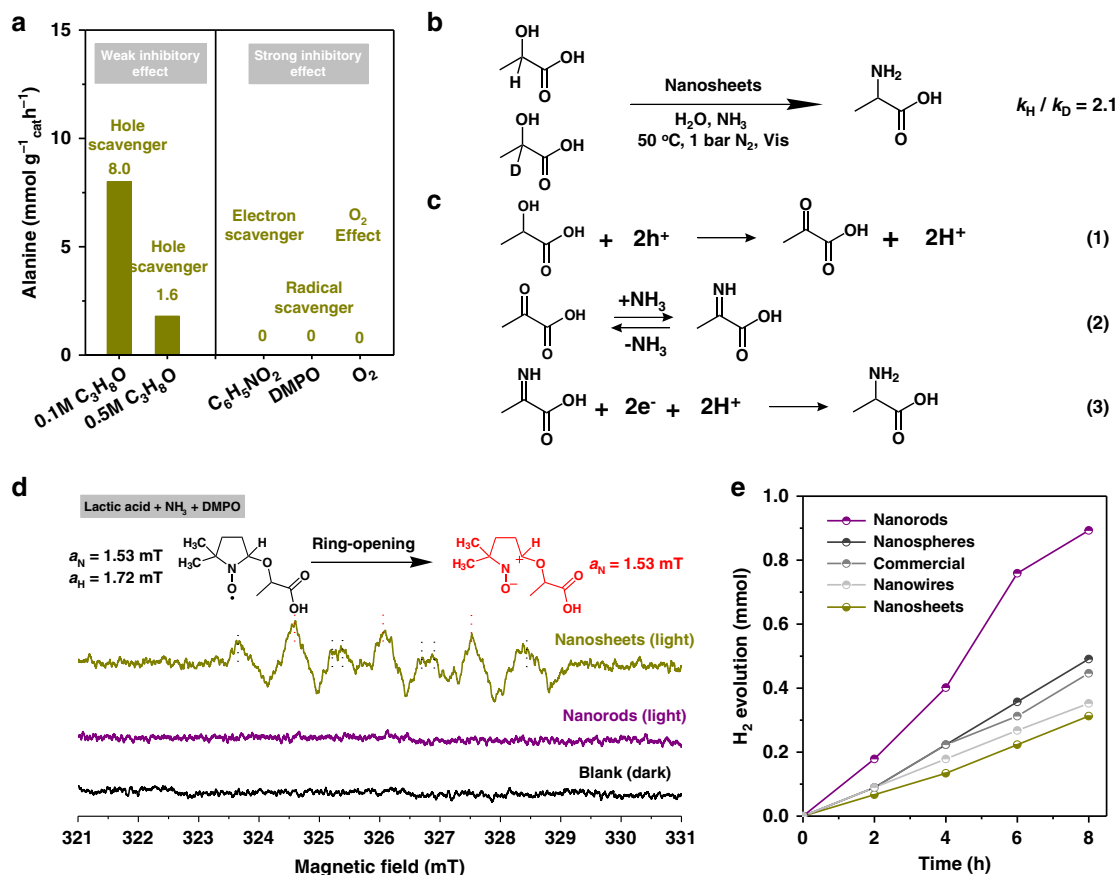 a
15
10
5
0
Alanine (mmol g⁻¹cat h⁻¹)
Weak inhibitory
effect
Strong inhibitory
effect
Hole
scavenger
8.0
Hole
scavenger
1.6
Electron
scavenger
O₂
Effect
Radical
scavenger
0
0
0
0.1M C₃H₈O
0.5M C₃H₈O
C₆H₅NO₂
DMPO
O₂
b
OH
OH
H
O
OH
OH
D
O
Nanosheets
H₂O, NH₃
50 °C, 1 bar N₂, Vis
NH₂
OH
O
kH / kD = 2.1
c
OH
OH
O
+ 2h⁺
O
OH
O
+ 2H⁺
(1)
O
OH
O
+NH₃
-NH₃
NH
OH
O
(2)
NH
OH
O
+ 2e⁻ + 2H⁺
NH₂
OH
O
(3)
d
Lactic acid + NH₃ + DMPO
aN = 1.53 mT
aH = 1.72 mT
H₃C
H₃C
N
O
•
H
O
O
OH
Ring-opening
H₃C
H₃C
N
O
−
+
H
O
O
OH
aN = 1.53 mT
Nanosheets (light)
Nanorods (light)
Blank (dark)
321 322 323 324 325 326 327 328 329 330 331
Magnetic field (mT)
e
1.0
0.8
0.6
0.4
0.2
0.0
H₂ evolution (mmol)
Nanorods
Nanospheres
Commercial
Nanowires
Nanosheets
0 2 4 6 8
Time (h)